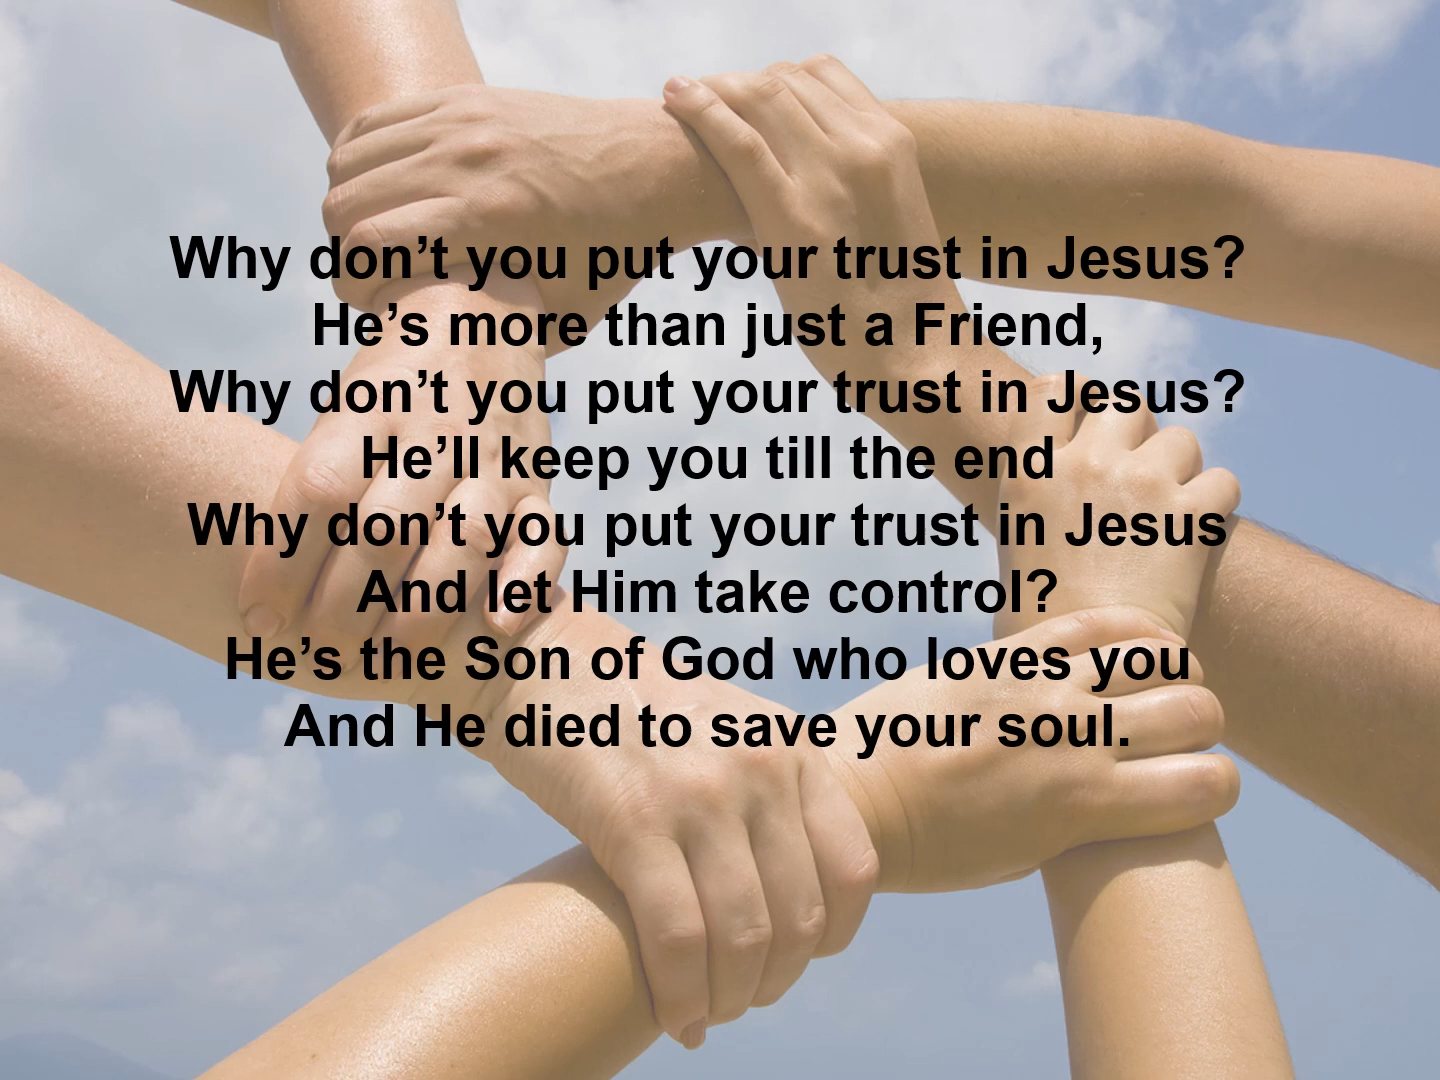 Why don’t you put your trust in Jesus?
He’s more than just a Friend,
Why don’t you put your trust in Jesus?
He’ll keep you till the end
Why don’t you put your trust in Jesus
And let Him take control?
He’s the Son of God who loves you
And He died to save your soul.